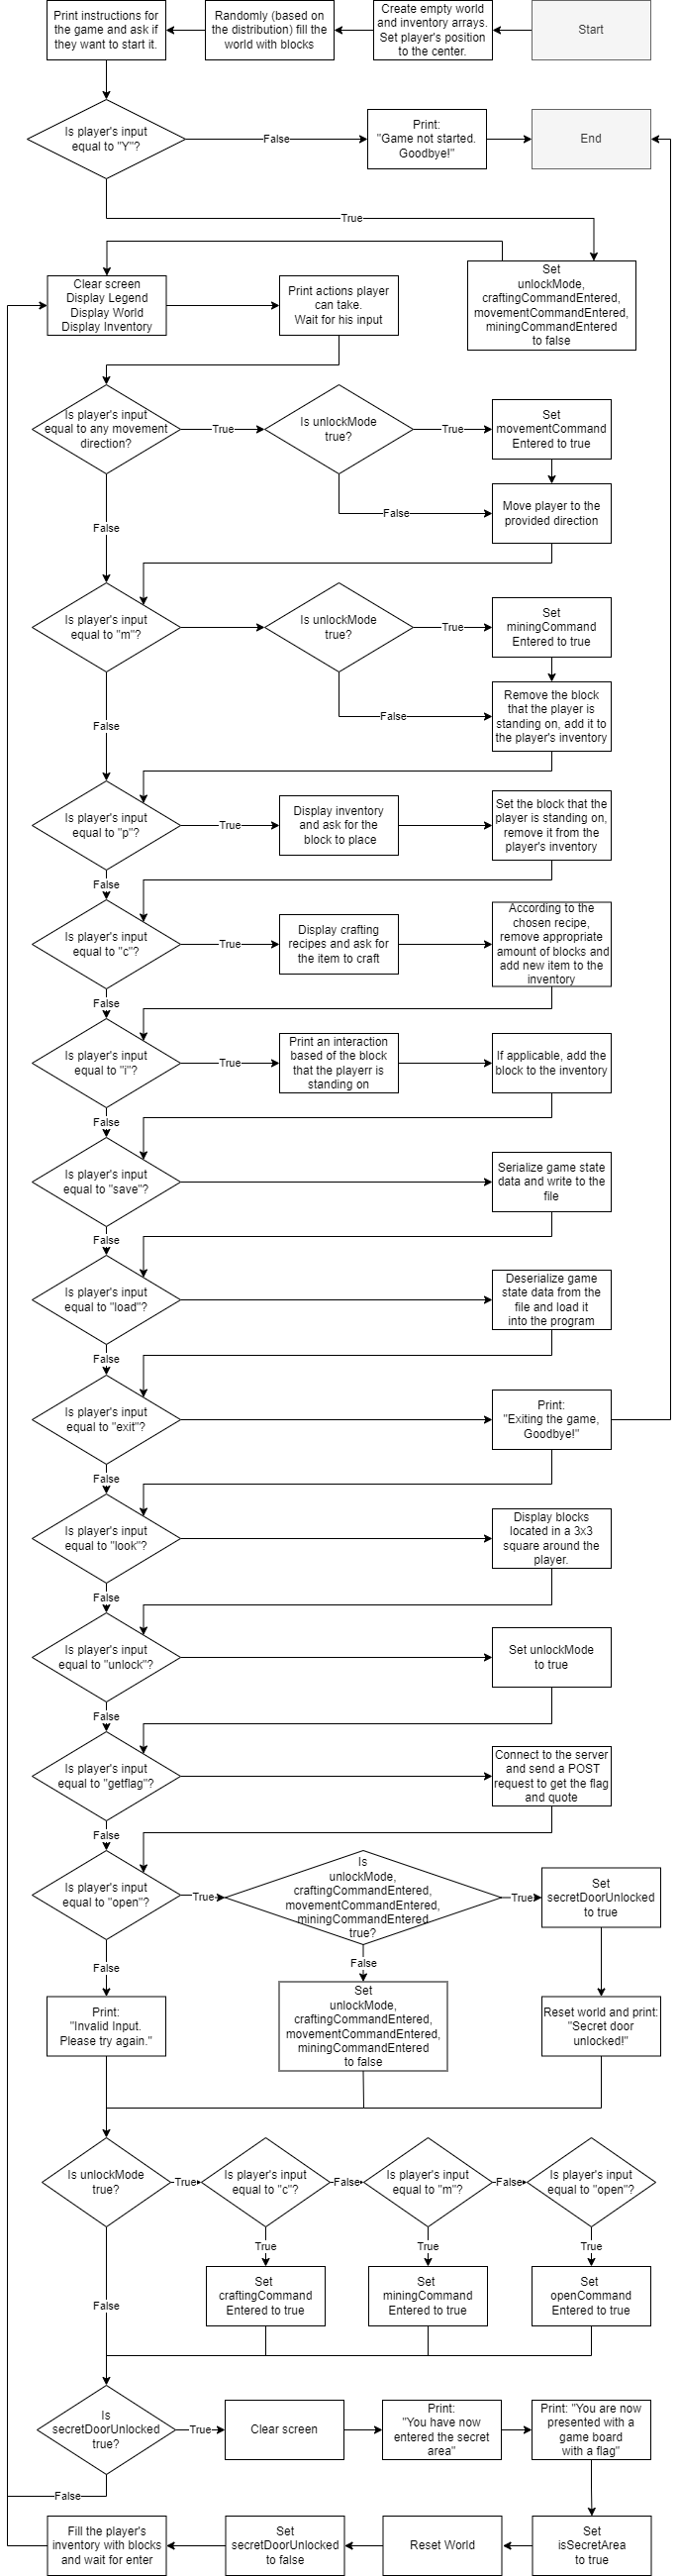 Start
Create empty world
and inventory arrays.
Set player's position
to the center.
Randomly (based on
the distribution) fill the
world with blocks
Print instructions for
the game and ask if
they want to start it.
Is player's input
equal to "Y"?
False
Print:
"Game not started.
Goodbye!"
End
True
Set
unlockMode,
craftingCommandEntered,
movementCommandEntered,
miningCommandEntered
to false
Clear screen
Display Legend
Display World
Display Inventory
Print actions player
can take.
Wait for his input
Is player's input
equal to any movement
direction?
True
Is unlockMode
true?
True
Set
movementCommand
Entered to true
False
Move player to the
provided direction
False
Is player's input
equal to "m"?
Is unlockMode
true?
True
Set
miningCommand
Entered to true
False
Remove the block
that the player is
standing on, add it to
the player's inventory
False
Is player's input
equal to "p"?
True
Display inventory
and ask for the
block to place
Set the block that the
player is standing on,
remove it from the
player's inventory
False
Is player's input
equal to "c"?
True
Display crafting
recipes and ask for
the item to craft
According to the
chosen recipe,
remove appropriate
amount of blocks and
add new item to the
inventory
False
Is player's input
equal to "i"?
True
Print an interaction
based of the block
that the playerr is
standing on
If applicable, add the
block to the inventory
False
Is player's input
equal to "save"?
Serialize game state
data and write to the
file
False
Is player's input
equal to "load"?
Deserialize game
state data from the
file and load it
into the program
False
Is player's input
equal to "exit"?
Print:
"Exiting the game,
Goodbye!"
False
Is player's input
equal to "look"?
Display blocks
located in a 3x3
square around the
player.
False
Is player's input
equal to "unlock"?
Set unlockMode
to true
False
Is player's input
equal to "getflag"?
Connect to the server
and send a POST
request to get the flag
and quote
False
Is player's input
equal to "open"?
True
Is
unlockMode,
craftingCommandEntered,
movementCommandEntered,
miningCommandEntered
true?
True
Set
secretDoorUnlocked
to true
False
False
Print:
"Invalid Input.
Please try again."
Set
unlockMode,
craftingCommandEntered,
movementCommandEntered,
miningCommandEntered
to false
Reset world and print:
"Secret door
unlocked!"
Is unlockMode
true?
True
Is player's input
equal to "c"?
False
Is player's input
equal to "m"?
False
Is player's input
equal to "open"?
True
True
True
False
Set
craftingCommand
Entered to true
Set
miningCommand
Entered to true
Set
openCommand
Entered to true
Is
secretDoorUnlocked
true?
True
Clear screen
Print:
"You have now
entered the secret
area"
Print: "You are now
presented with a
game board
with a flag"
False
Fill the player's
inventory with blocks
and wait for enter
Set
secretDoorUnlocked
to false
Reset World
Set
isSecretArea
to true